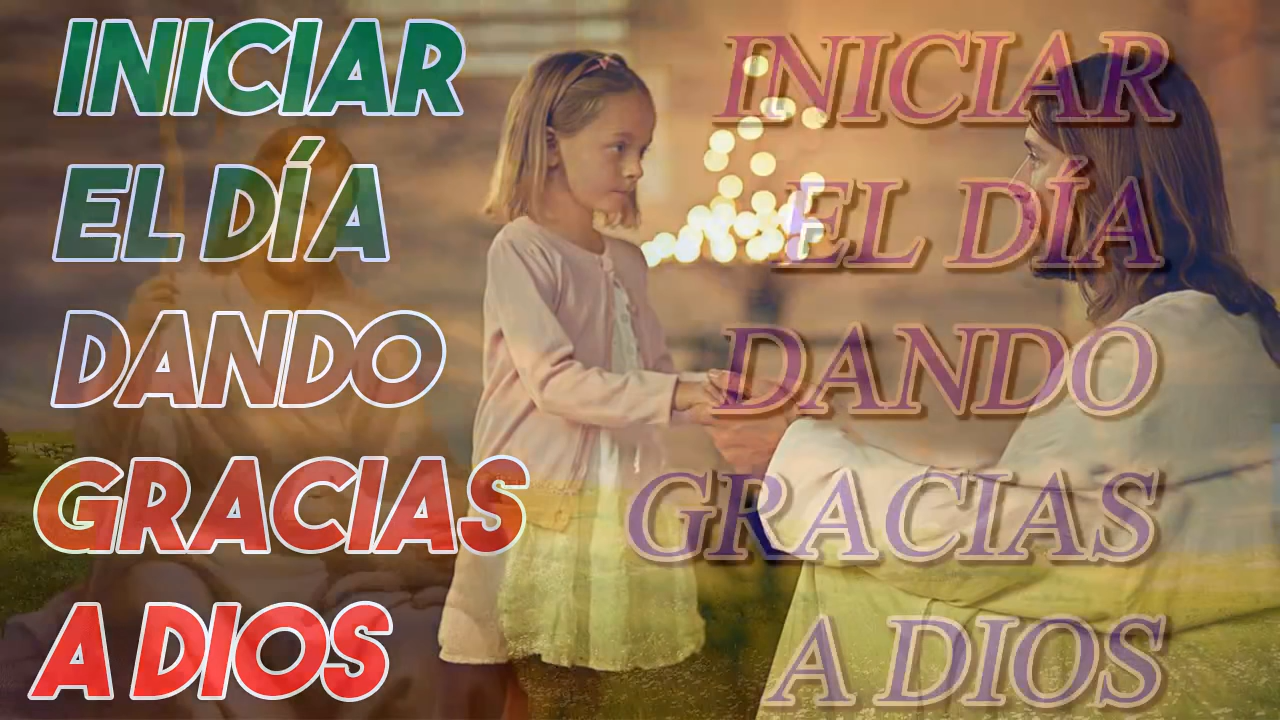 INICIAR
EL DÍA
DANDO
GRACIAS
A DIOS
INICIAR
EL DÍA
DANDO
GRACIAS
A DIOS